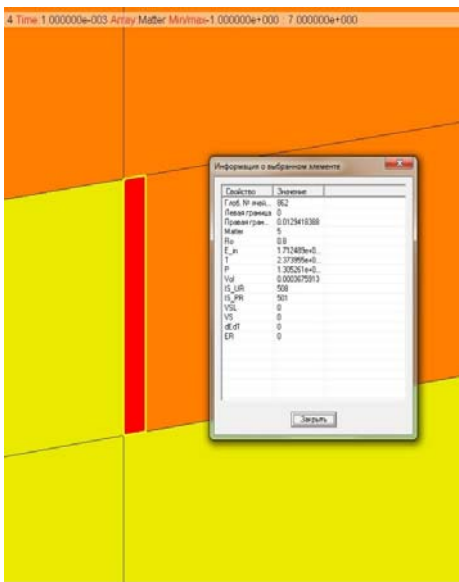 4 Time:1.000000e-003 Array:Matter Min/max-1.000000e+000 : 7.000000e+000
Информация о выбранном элементе
Свойство Значение
Глоб. № ячей... 862
Левая граница 0
Правая гран... 0.0129418388
Matter 5
Ro 0.8
E_in 1.712489e+0...
T 2.373995e+0...
P 1.305261e+0...
Vol 0.0003675913
IS_UR 508
IS_PR 501
VSL 0
VS 0
dEdT 0
ER 0
Закрыть